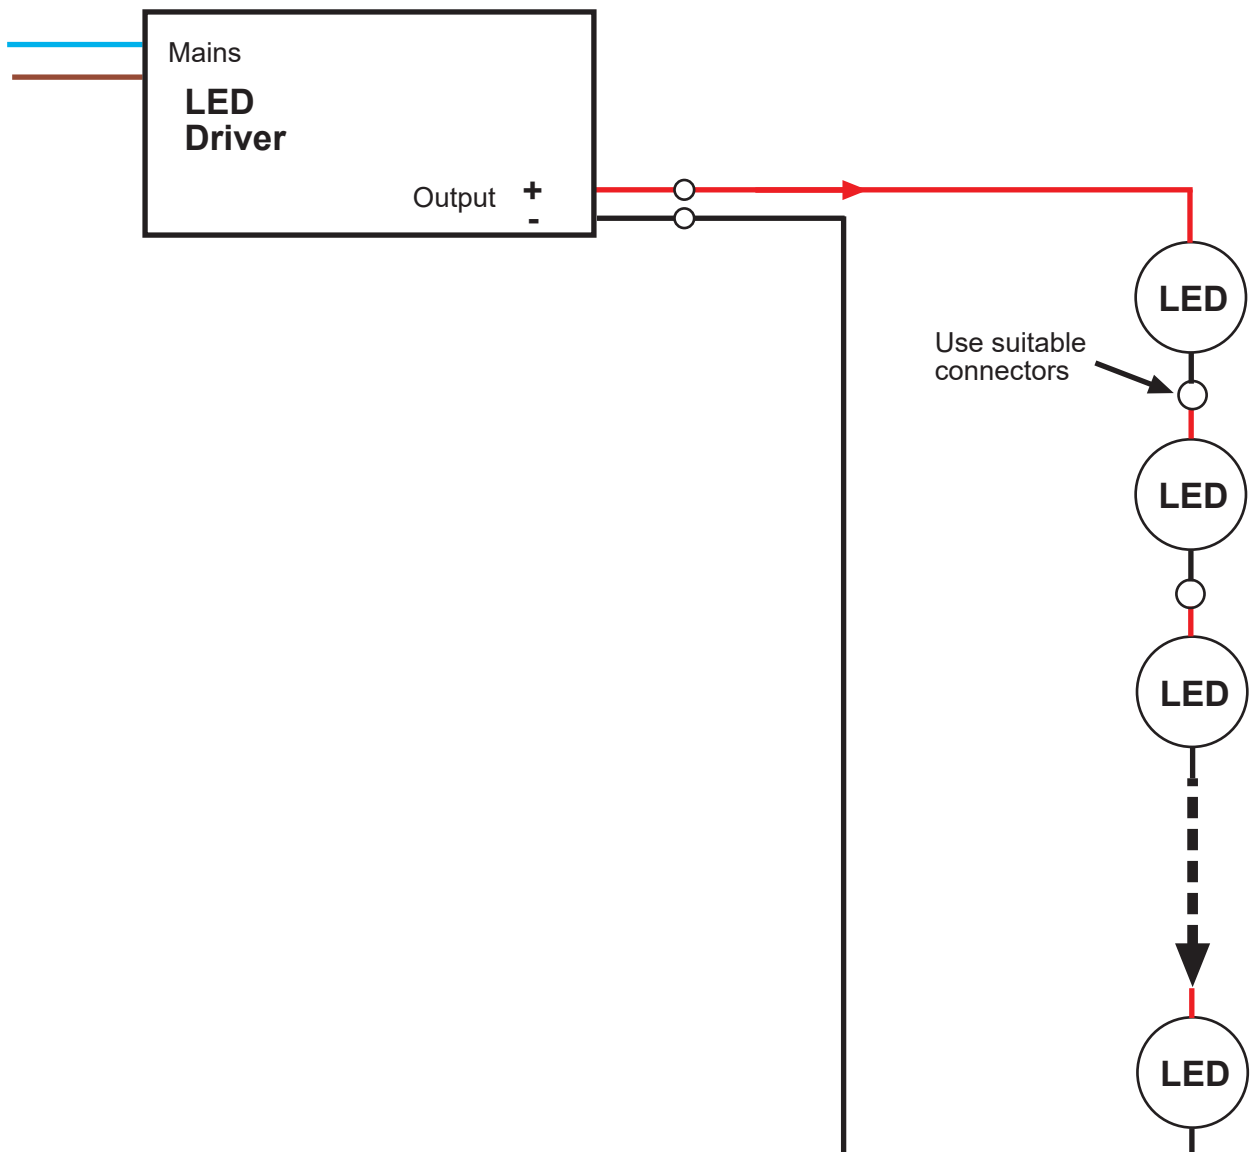 Mains
LED
Driver
Output +
-
LED
Use suitable
connectors
LED
LED
LED